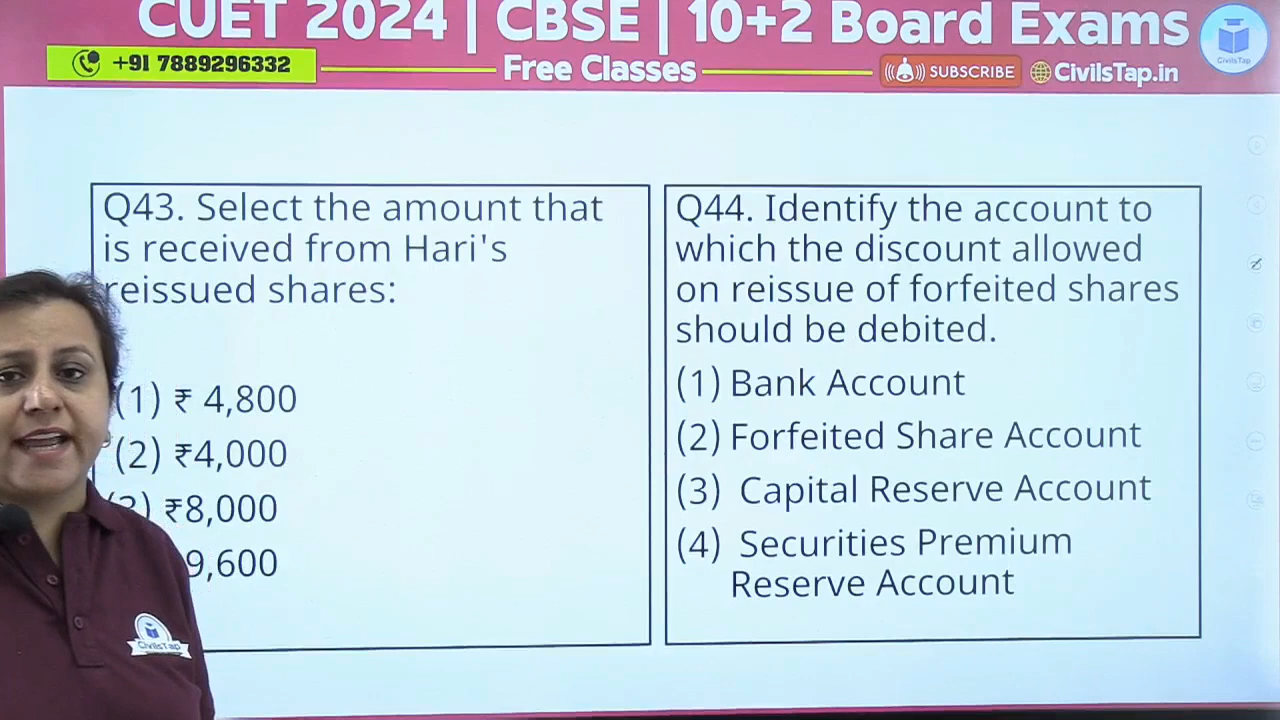 CUET 2024 | CBSE | 10+2 Board Exams
+91 7889296332
Free Classes
SUBSCRIBE
CivilsTap.in
CivilsTap
Q43. Select the amount that
is received from Hari's
reissued shares:
(1) ₹ 4,800
(2) ₹4,000
(3) ₹8,000
9,600
Q44. Identify the account to
which the discount allowed
on reissue of forfeited shares
should be debited.
(1) Bank Account
(2) Forfeited Share Account
(3) Capital Reserve Account
(4) Securities Premium
Reserve Account
CivilsTap